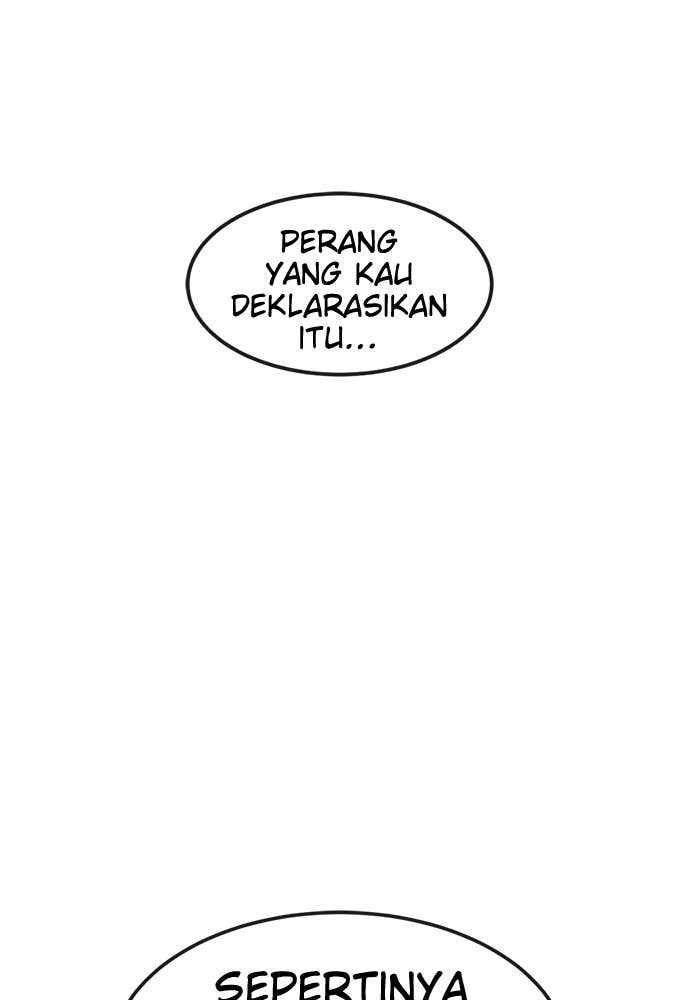 PERANG
YANG KAU
DEKLARASIKAN
ITU...
SEPERTINYA